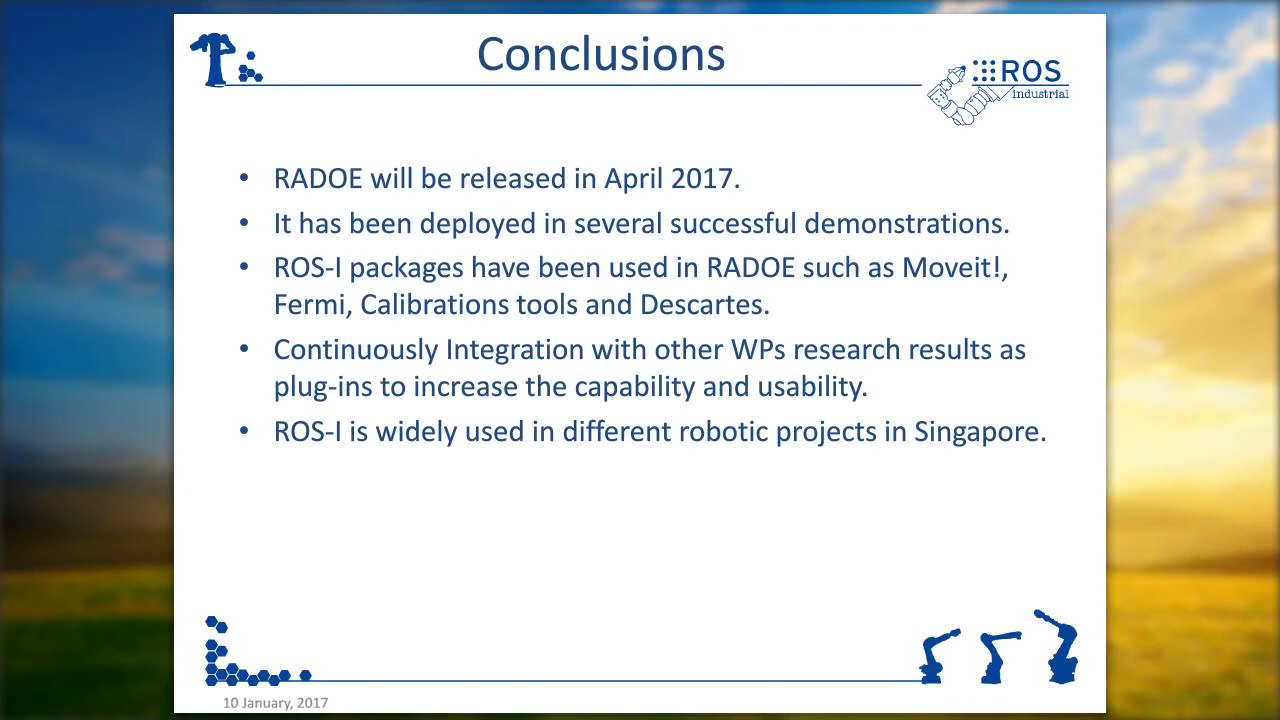 Conclusions
ROS
industrial
• RADOE will be released in April 2017.
• It has been deployed in several successful demonstrations.
• ROS-I packages have been used in RADOE such as Moveit!,
Fermi, Calibrations tools and Descartes.
• Continuously Integration with other WPs research results as
plug-ins to increase the capability and usability.
• ROS-I is widely used in different robotic projects in Singapore.
10 January, 2017